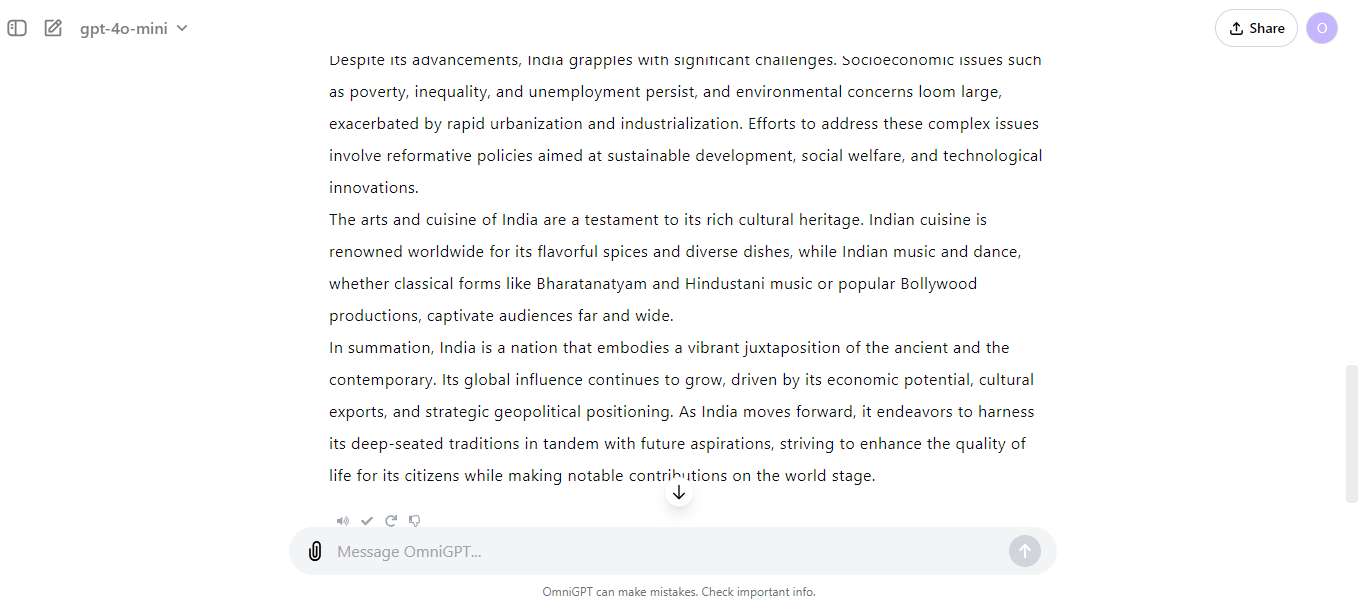 gpt-4o-mini
Share
O
Despite its advancements, India grapples with significant challenges. Socioeconomic issues such
as poverty, inequality, and unemployment persist, and environmental concerns loom large,
exacerbated by rapid urbanization and industrialization. Efforts to address these complex issues
involve reformative policies aimed at sustainable development, social welfare, and technological
innovations.
The arts and cuisine of India are a testament to its rich cultural heritage. Indian cuisine is
renowned worldwide for its flavorful spices and diverse dishes, while Indian music and dance,
whether classical forms like Bharatanatyam and Hindustani music or popular Bollywood
productions, captivate audiences far and wide.
In summation, India is a nation that embodies a vibrant juxtaposition of the ancient and the
contemporary. Its global influence continues to grow, driven by its economic potential, cultural
exports, and strategic geopolitical positioning. As India moves forward, it endeavors to harness
its deep-seated traditions in tandem with future aspirations, striving to enhance the quality of
life for its citizens while making notable contributions on the world stage.
Message OmniGPT...
OmniGPT can make mistakes. Check important info.